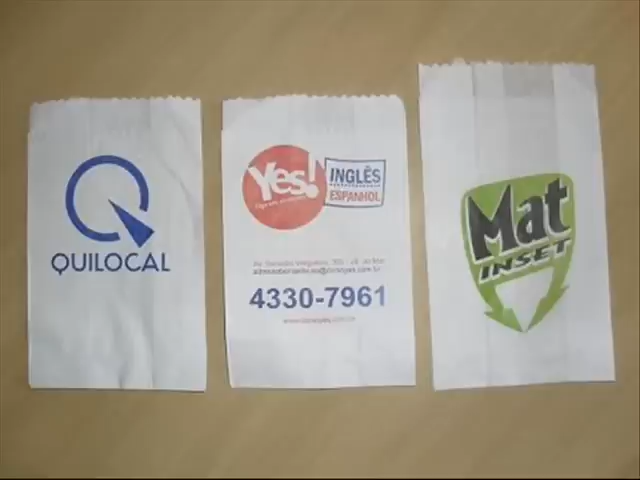 QUILOCAL
Yes!
INGLÊS
ESPANHOL
4330-7961
Mat
INSET